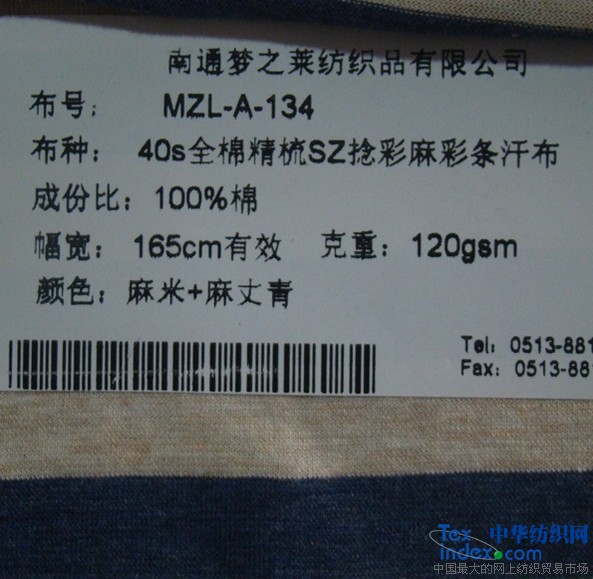 南通梦之莱纺织品有限公司
布号: MZL-A-134
布种: 40s全棉精梳SZ捻彩麻彩条汗布
成份比: 100%棉
幅宽: 165cm有效 克重: 120gsm
颜色: 麻米+麻丈青
Tel: 0513-881
Fax: 0513-881
Tex 中华纺织网
index.com
中国最大的网上纺织贸易市场